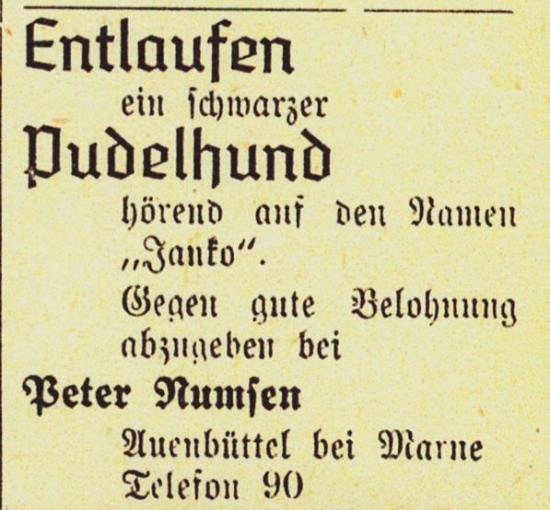 Entlaufen
ein schwarzer
Pudelhund
hörend auf den Namen
„Janko“.
Gegen gute Belohnung
abzugeben bei
Peter Numsen
Auenbüttel bei Marne
Telefon 90